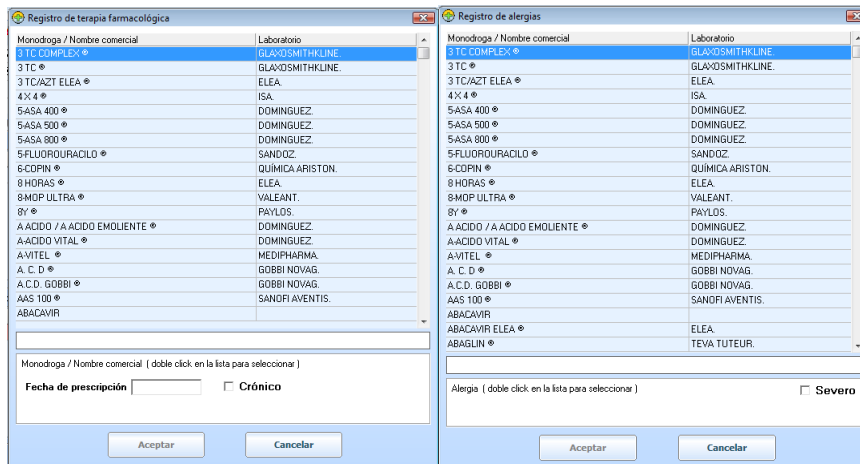 Registro de terapia farmacológica
Monodroga / Nombre comercial Laboratorio
3 TC COMPLEX ® GLAXOSMITHKLINE.
3 TC ® GLAXOSMITHKLINE.
3 TC/AZT ELEA ® ELEA.
4 X 4 ® ISA.
5-ASA 400 ® DOMINGUEZ.
5-ASA 500 ® DOMINGUEZ.
5-ASA 800 ® DOMINGUEZ.
5-FLUOROURACILO ® SANDOZ.
6-COPIN ® QUÍMICA ARISTON.
8 HORAS ® ELEA.
8-MOP ULTRA ® VALEANT.
8Y ® PAYLOS.
A ACIDO / A ACIDO EMOLIENTE ® DOMINGUEZ.
A-ACIDO VITAL ® DOMINGUEZ.
A-VITEL ® MEDIPHARMA.
A. C. D ® GOBBI NOVAG.
A.C.D. GOBBI ® GOBBI NOVAG.
AAS 100 ® SANOFI AVENTIS.
ABACAVIR
Monodroga / Nombre comercial ( doble click en la lista para seleccionar )
Fecha de prescripción Crónico
Aceptar Cancelar
Registro de alergias
Monodroga / Nombre comercial Laboratorio
3 TC COMPLEX ® GLAXOSMITHKLINE.
3 TC ® GLAXOSMITHKLINE.
3 TC/AZT ELEA ® ELEA.
4 X 4 ® ISA.
5-ASA 400 ® DOMINGUEZ.
5-ASA 500 ® DOMINGUEZ.
5-ASA 800 ® DOMINGUEZ.
5-FLUOROURACILO ® SANDOZ.
6-COPIN ® QUÍMICA ARISTON.
8 HORAS ® ELEA.
8-MOP ULTRA ® VALEANT.
8Y ® PAYLOS.
A ACIDO / A ACIDO EMOLIENTE ® DOMINGUEZ.
A-ACIDO VITAL ® DOMINGUEZ.
A-VITEL ® MEDIPHARMA.
A. C. D ® GOBBI NOVAG.
A.C.D. GOBBI ® GOBBI NOVAG.
AAS 100 ® SANOFI AVENTIS.
ABACAVIR
ABACAVIR ELEA ® ELEA.
ABAGLIN ® TEVA TUTEUR.
Alergia ( doble click en la lista para seleccionar ) Severo
Aceptar Cancelar